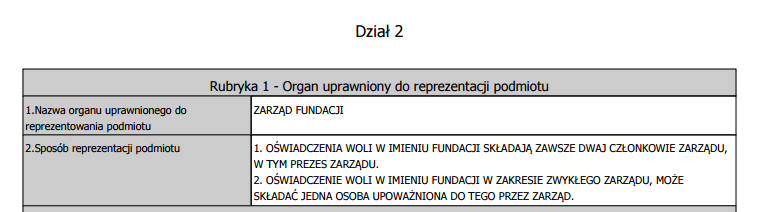 Dział 2
Rubryka 1 - Organ uprawniony do reprezentacji podmiotu
1.Nazwa organu uprawnionego do
reprezentowania podmiotu
ZARZĄD FUNDACJI
2.Sposób reprezentacji podmiotu
1. OŚWIADCZENIA WOLI W IMIENIU FUNDACJI SKŁADAJĄ ZAWSZE DWAJ CZŁONKOWIE ZARZĄDU,
W TYM PREZES ZARZĄDU.
2. OŚWIADCZENIE WOLI W IMIENIU FUNDACJI W ZAKRESIE ZWYKŁEGO ZARZĄDU, MOŻE
SKŁADAĆ JEDNA OSOBA UPOWAŻNIONA DO TEGO PRZEZ ZARZĄD.